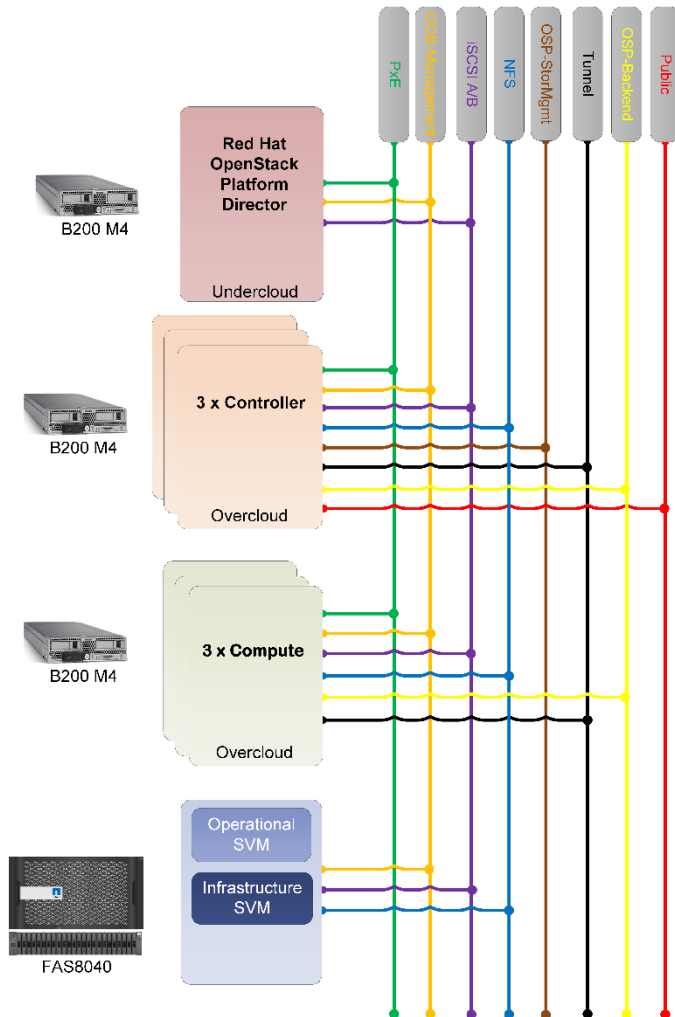 PxE
OOB Management
iSCSI A/B
NFS
OSP-StorMgmt
Tunnel
OSP-Backend
Public
Red Hat
OpenStack
Platform
Director
B200 M4
Undercloud
3 x Controller
B200 M4
Overcloud
3 x Compute
B200 M4
Overcloud
Operational
SVM
Infrastructure
SVM
FAS8040